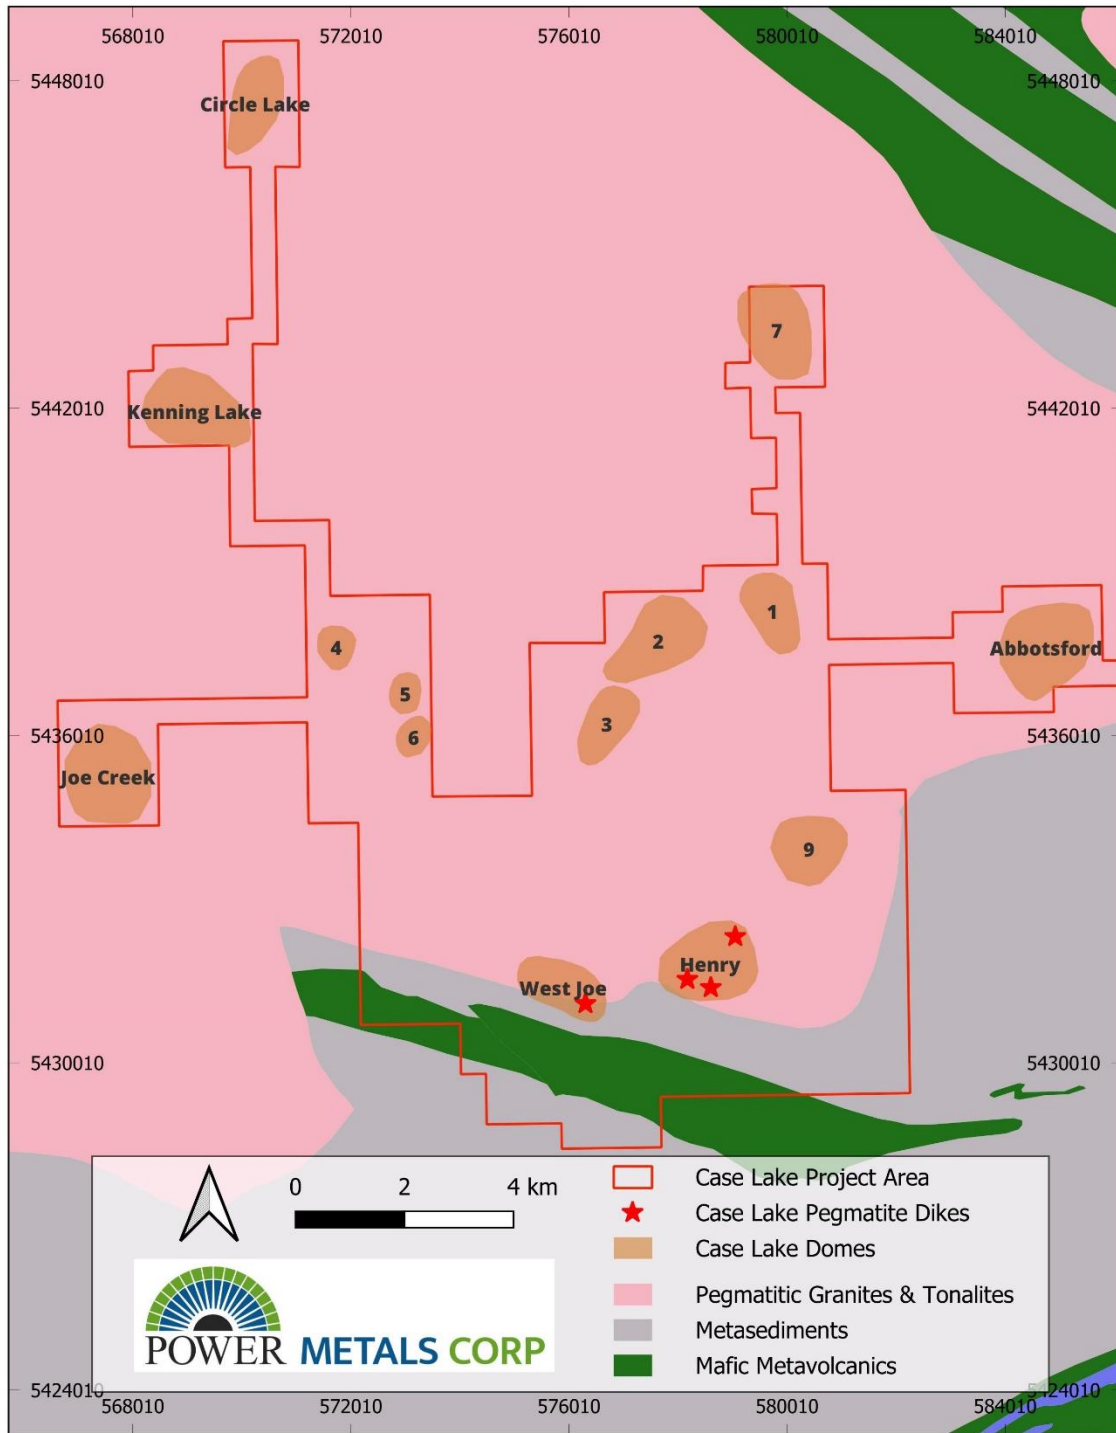 568010 572010 576010 580010 584010
5448010 5448010
Circle Lake
7
5442010 5442010
Kenning Lake
1
2
4
Abbotsford
5
3
6
5436010 5436010
Joe Creek
9
Henry
West Joe
5430010 5430010
0 2 4 km
Case Lake Project Area
Case Lake Pegmatite Dikes
Case Lake Domes
Pegmatitic Granites & Tonalites
Metasediments
Mafic Metavolcanics
POWER METALS CORP
5424010 5424010
568010 572010 576010 580010 584010